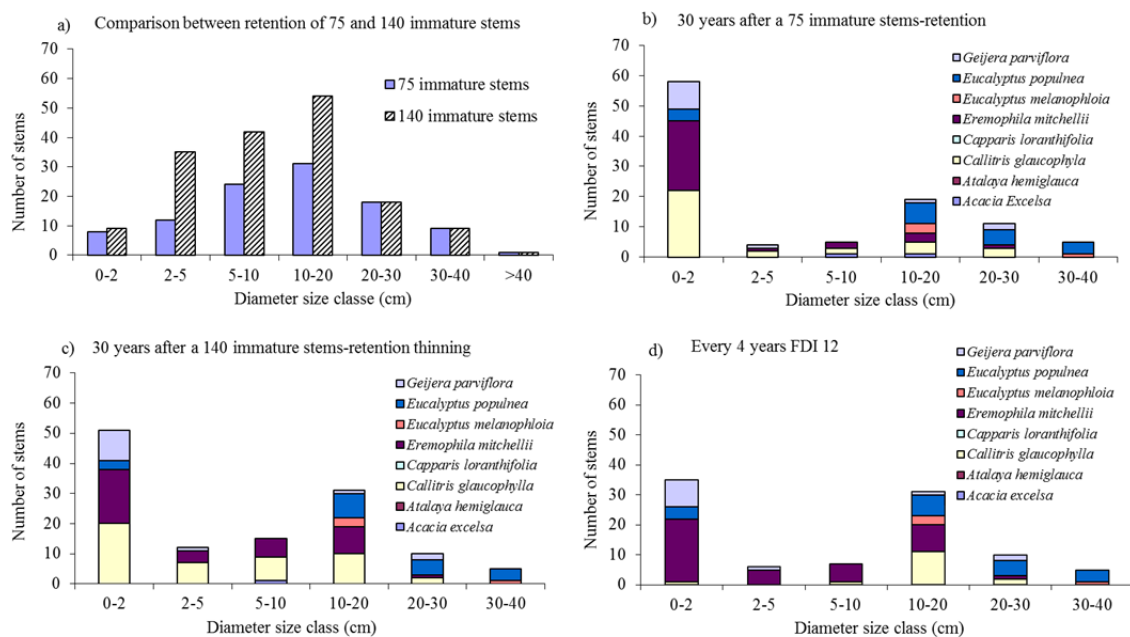 a) Comparison between retention of 75 and 140 immature stems
70
60
50
40
30
20
10
0
Number of stems
75 immature stems
140 immature stems
0-2 2-5 5-10 10-20 20-30 30-40 >40
Diameter size classe (cm)
b) 30 years after a 75 immature stems-retention
70
60
50
40
30
20
10
0
Number of stems
Geijera parviflora
Eucalyptus populnea
Eucalyptus melanophloia
Eremophila mitchellii
Capparis loranthifolia
Callitris glaucophyla
Atalaya hemiglauca
Acacia Excelsa
0-2 2-5 5-10 10-20 20-30 30-40
Diameter size class (cm)
c) 30 years after a 140 immature stems-retention thinning
70
60
50
40
30
20
10
0
Number of stems
Geijera parviflora
Eucalyptus populnea
Eucalyptus melanophloia
Eremophila mitchellii
Capparis loranthifolia
Callitris glaucophylla
Atalaya hemiglauca
Acacia excelsa
0-2 2-5 5-10 10-20 20-30 30-40
Diameter size class (cm)
d) Every 4 years FDI 12
70
60
50
40
30
20
10
0
Number of stems
Geijera parviflora
Eucalyptus populnea
Eucalyptus melanophloia
Eremophila mitchellii
Capparis loranthifolia
Callitris glaucophylla
Atalaya hemiglauca
Acacia excelsa
0-2 2-5 5-10 10-20 20-30 30-40
Diameter size class (cm)